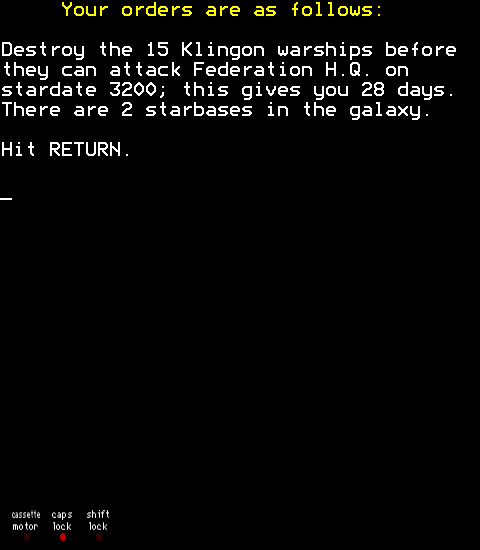 Your orders are as follows:
Destroy the 15 Klingon warships before
they can attack Federation H.Q. on
stardate 3200; this gives you 28 days.
There are 2 starbases in the galaxy.
Hit RETURN.
cassette motor caps lock shift lock